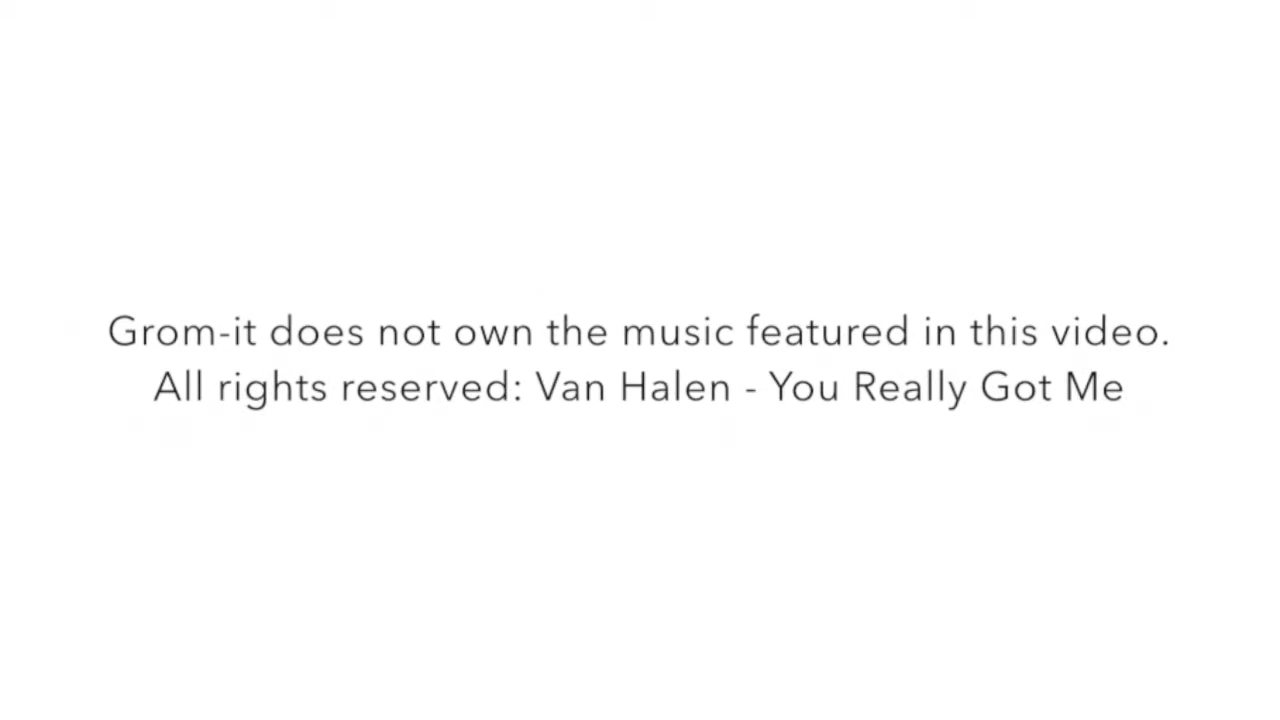 Grom-it does not own the music featured in this video.
All rights reserved: Van Halen - You Really Got Me